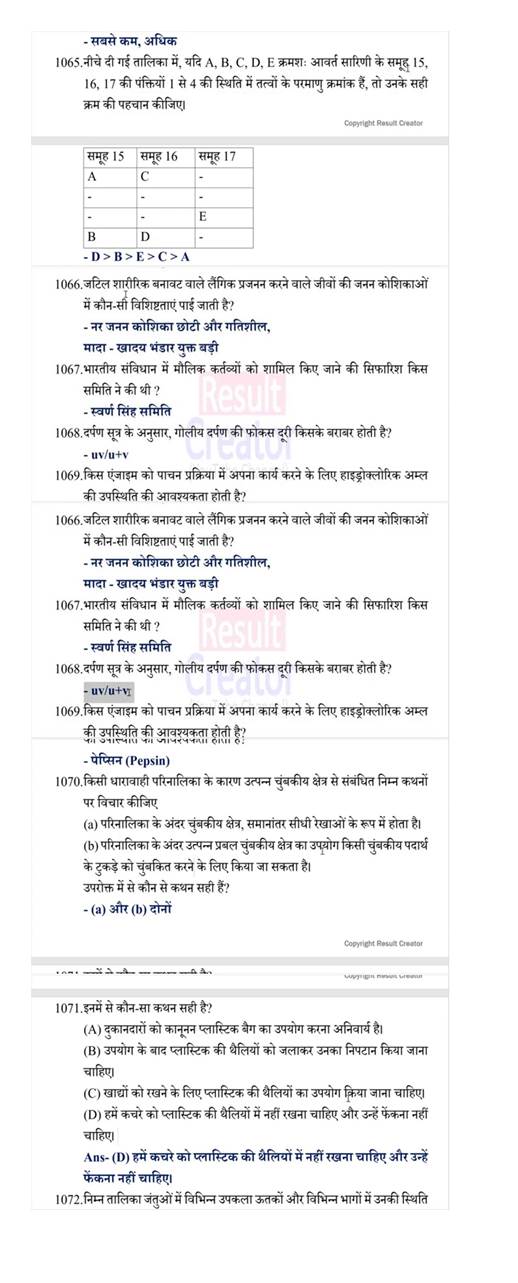 - सबसे कम, अधिक
1065.नीचे दी गई तालिका में, यदि A, B, C, D, E क्रमशः आवर्त सारिणी के समूह 15,
16, 17 की पंक्तियों 1 से 4 की स्थिति में तत्वों के परमाणु क्रमांक हैं, तो उनके सही
क्रम की पहचान कीजिए।
Copyright Result Creator
समूह 15 समूह 16 समूह 17
A C -
- - -
- - E
B D -
- D > B > E > C > A
1066.जटिल शारीरिक बनावट वाले लैंगिक प्रजनन करने वाले जीवों की जनन कोशिकाओं
में कौन-सी विशिष्टताएं पाई जाती है?
- नर जनन कोशिका छोटी और गतिशील,
मादा - खादय भंडार युक्त बड़ी
1067.भारतीय संविधान में मौलिक कर्तव्यों को शामिल किए जाने की सिफारिश किस
समिति ने की थी ?
- स्वर्ण सिंह समिति
Result
Creator
1068.दर्पण सूत्र के अनुसार, गोलीय दर्पण की फोकस दूरी किसके बराबर होती है?
- uv/u+v
1069.किस एंजाइम को पाचन प्रक्रिया में अपना कार्य करने के लिए हाइड्रोक्लोरिक अम्ल
की उपस्थिति की आवश्यकता होती है?
1066.जटिल शारीरिक बनावट वाले लैंगिक प्रजनन करने वाले जीवों की जनन कोशिकाओं
में कौन-सी विशिष्टताएं पाई जाती है?
- नर जनन कोशिका छोटी और गतिशील,
मादा - खादय भंडार युक्त बड़ी
1067.भारतीय संविधान में मौलिक कर्तव्यों को शामिल किए जाने की सिफारिश किस
समिति ने की थी ?
- स्वर्ण सिंह समिति
Result
Creator
1068.दर्पण सूत्र के अनुसार, गोलीय दर्पण की फोकस दूरी किसके बराबर होती है?
- uv/u+v
1069.किस एंजाइम को पाचन प्रक्रिया में अपना कार्य करने के लिए हाइड्रोक्लोरिक अम्ल
की उपस्थिति की आवश्यकता होती है?
- पेप्सिन (Pepsin)
1070.किसी धारावाही परिनालिका के कारण उत्पन्न चुंबकीय क्षेत्र से संबंधित निम्न कथनों
पर विचार कीजिए
(a) परिनालिका के अंदर चुंबकीय क्षेत्र, समानांतर सीधी रेखाओं के रूप में होता है।
(b) परिनालिका के अंदर उत्पन्न प्रबल चुंबकीय क्षेत्र का उपयोग किसी चुंबकीय पदार्थ
के टुकड़े को चुंबकित करने के लिए किया जा सकता है।
उपरोक्त में से कौन से कथन सही हैं?
- (a) और (b) दोनों
Copyright Result Creator
Copyright Result Creator
1071.इनमें से कौन-सा कथन सही है?
(A) दुकानदारों को कानूनन प्लास्टिक बैग का उपयोग करना अनिवार्य है।
(B) उपयोग के बाद प्लास्टिक की थैलियों को जलाकर उनका निपटान किया जाना
चाहिए।
(C) खाद्यों को रखने के लिए प्लास्टिक की थैलियों का उपयोग किया जाना चाहिए।
(D) हमें कचरे को प्लास्टिक की थैलियों में नहीं रखना चाहिए और उन्हें फेंकना नहीं
चाहिए।
Ans- (D) हमें कचरे को प्लास्टिक की थैलियों में नहीं रखना चाहिए और उन्हें
फेंकना नहीं चाहिए।
1072.निम्न तालिका जंतुओं में विभिन्न उपकला ऊतकों और विभिन्न भागों में उनकी स्थिति